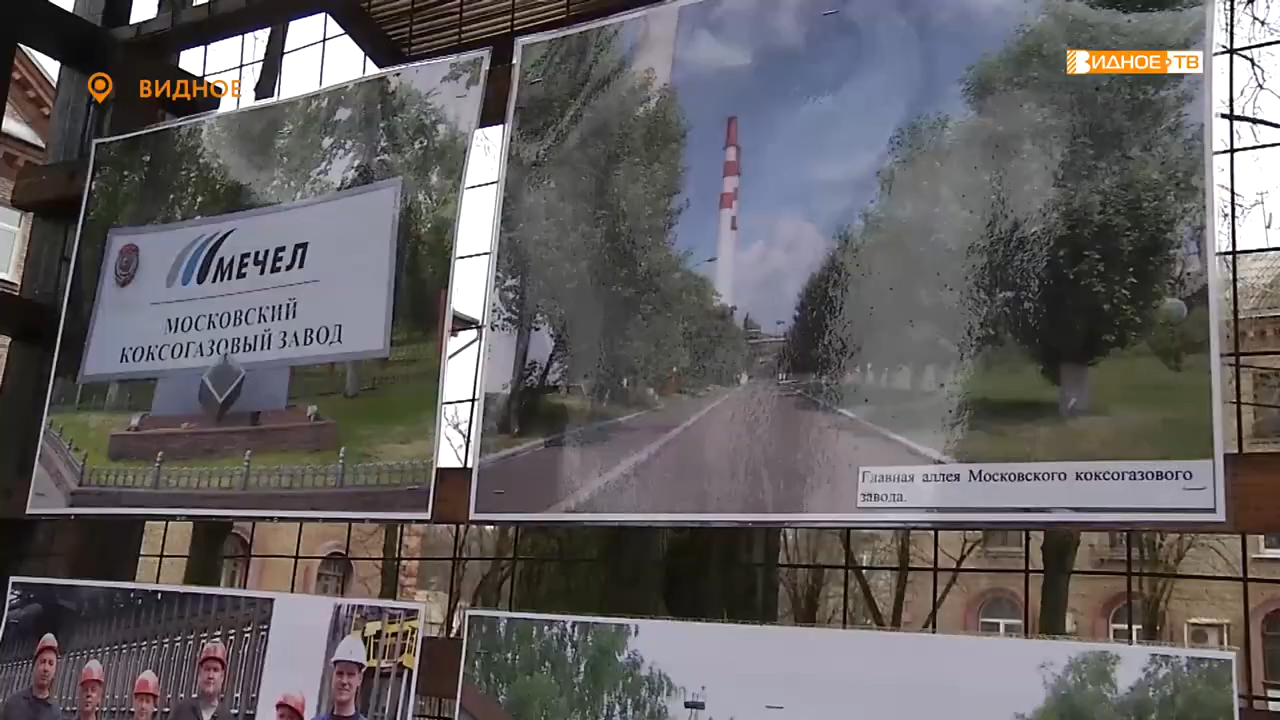 ВИДНОЕ
ВИДНОЕ ТВ
МЕЧЕЛ
МОСКОВСКИЙ
КОКСОГАЗОВЫЙ ЗАВОД
Главная аллея Московского коксогазового
завода.